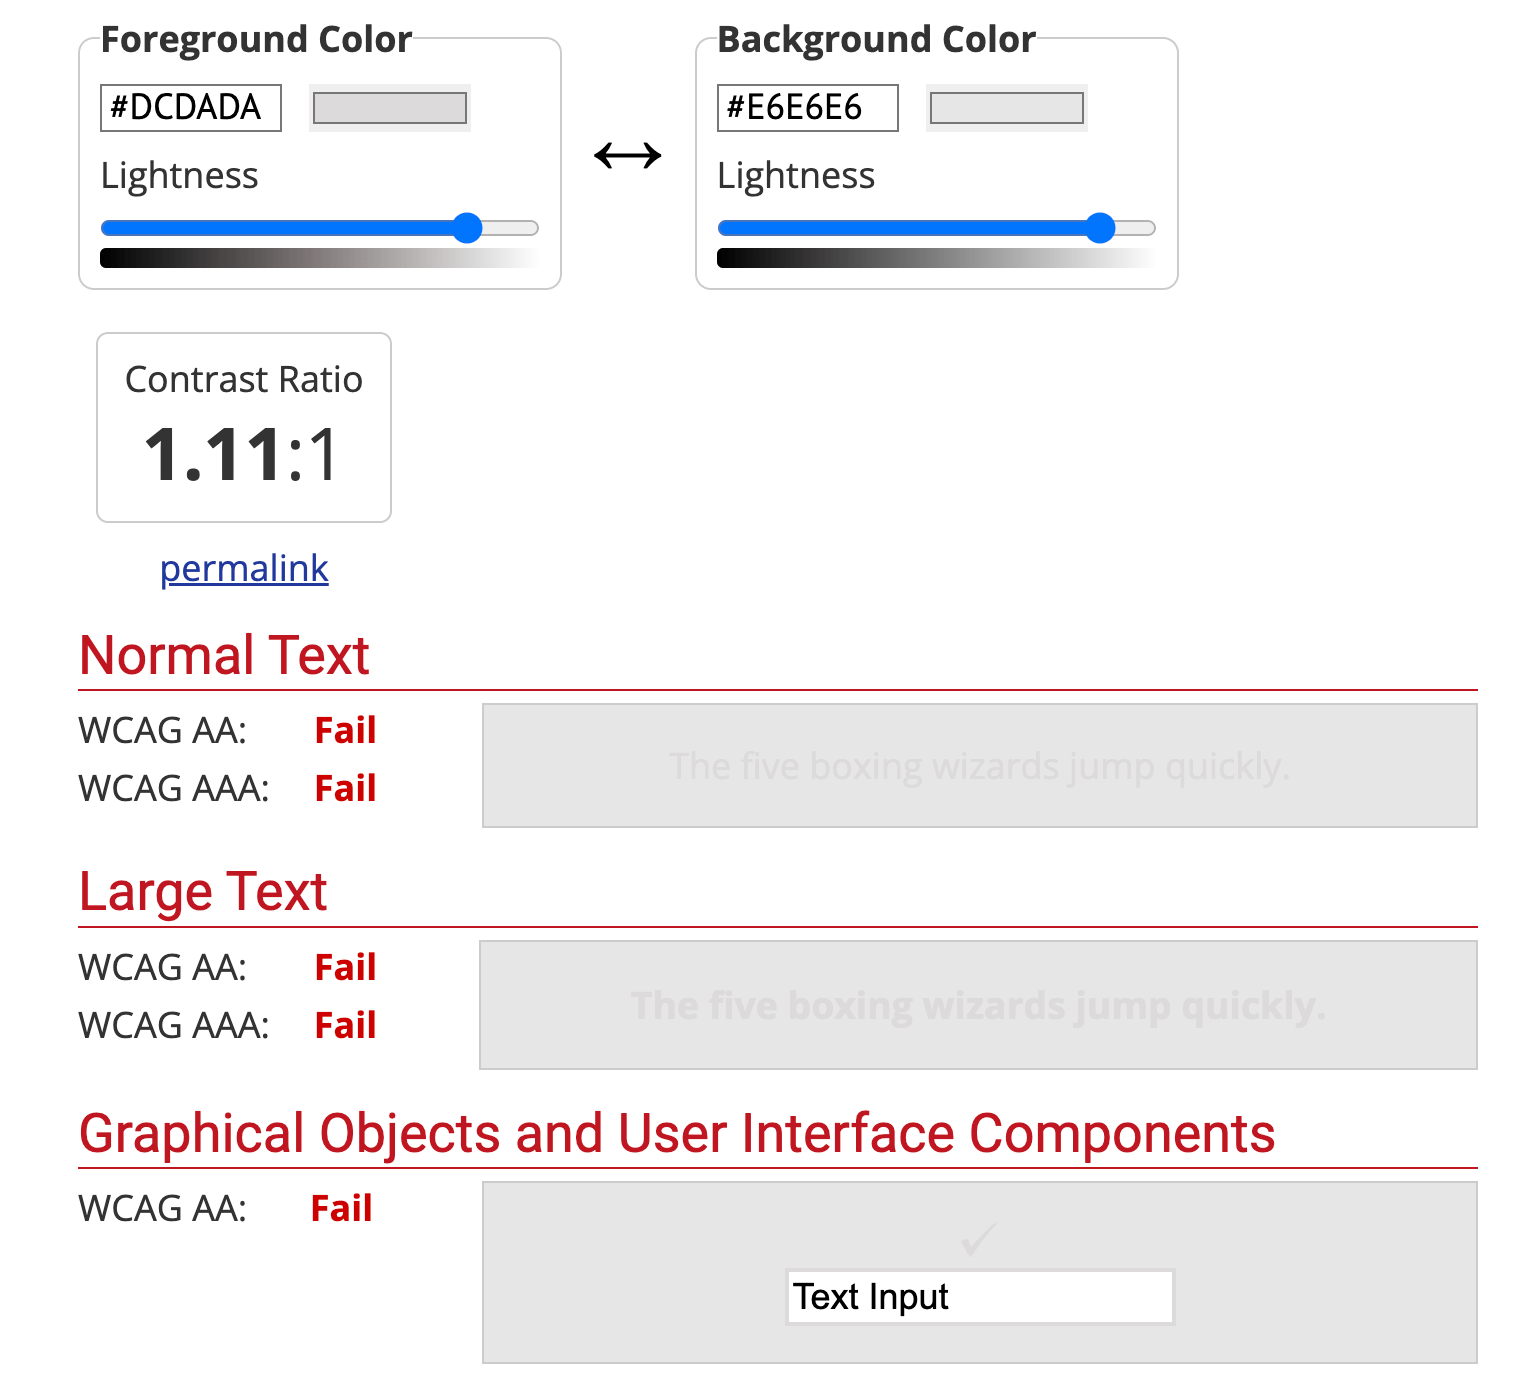 Foreground Color
#DCDADA
Lightness
Background Color
#E6E6E6
Lightness
Contrast Ratio
1.11:1
permalink
Normal Text
WCAG AA: Fail
WCAG AAA: Fail
The five boxing wizards jump quickly.
Large Text
WCAG AA: Fail
WCAG AAA: Fail
The five boxing wizards jump quickly.
Graphical Objects and User Interface Components
WCAG AA: Fail
Text Input